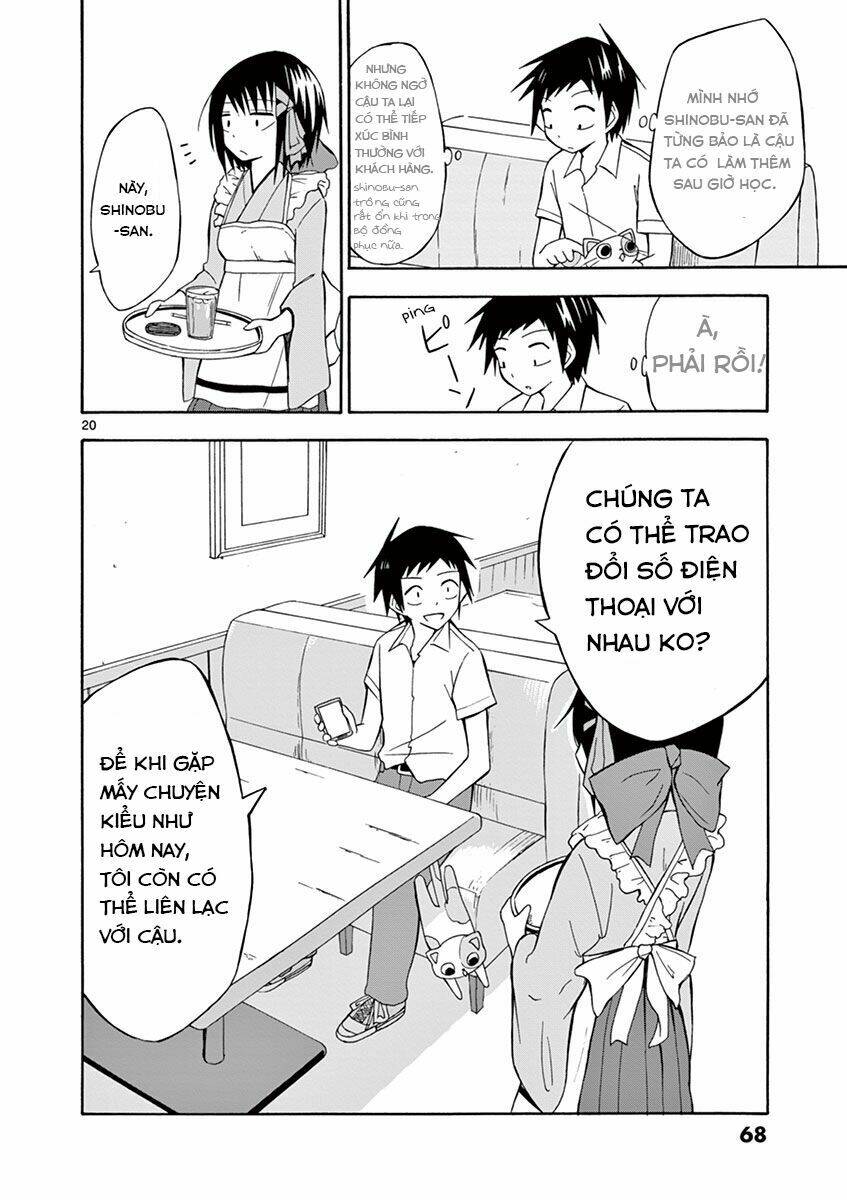 MÌNH NHỚ
SHINOBU-SAN ĐÃ
TỪNG BẢO LÀ CẬU
TA CÓ LÀM THÊM
SAU GIỜ HỌC.
NHƯNG
KHÔNG NGỜ
CẬU TA LẠI
CÓ THỂ TIẾP
XÚC BÌNH
THƯỜNG VỚI
KHÁCH HÀNG.
shinobu-san
trông cũng
rất ổn khi trong
bộ đồng
phục nữa.
NÀY,
SHINOBU
-SAN.
À,
PHẢI RỒI!
ping
ピーン
20
CHÚNG TA
CÓ THỂ TRAO
ĐỔI SỐ ĐIỆN
THOẠI VỚI
NHAU KO?
ĐỂ KHI GẶP
MẤY CHUYỆN
KIỂU NHƯ
HÔM NAY,
TÔI CÒN CÓ
THỂ LIÊN LẠC
VỚI CẬU.
68